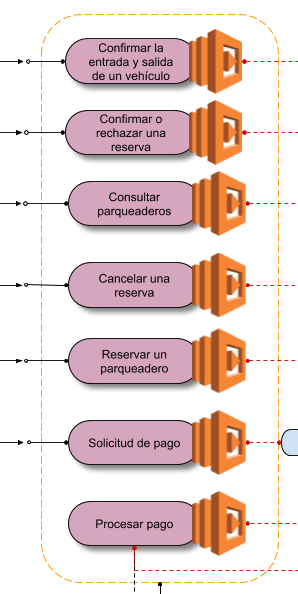 Confirmar la
entrada y salida
de un vehículo
Confirmar o
rechazar una
reserva
Consultar
parqueaderos
Cancelar una
reserva
Reservar un
parqueadero
Solicitud de pago
Procesar pago